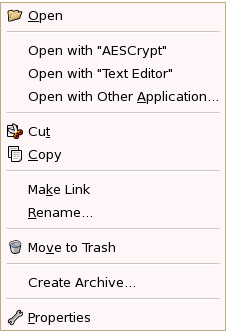 Open
Open with "AESCrypt"
Open with "Text Editor"
Open with Other Application...
Cut
Copy
Make Link
Rename...
Move to Trash
Create Archive...
Properties